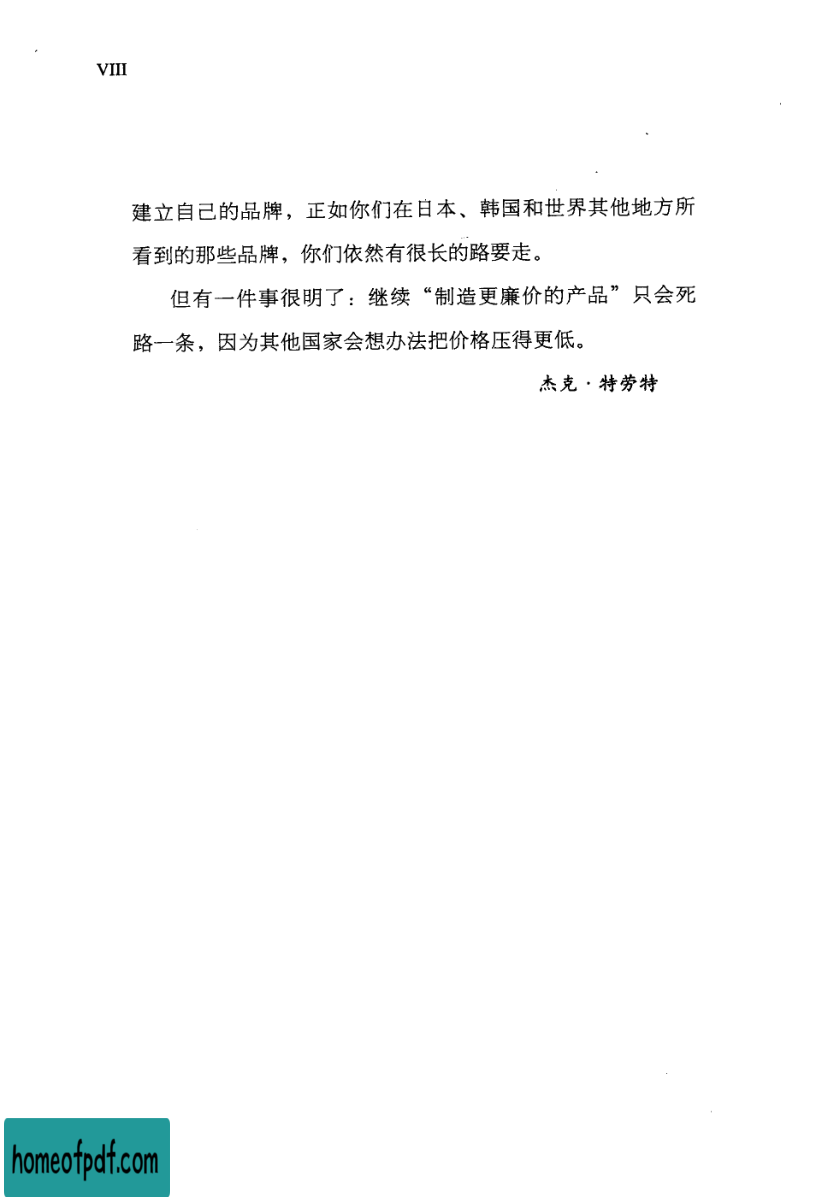 VIII
建立自己的品牌，正如你们在日本、韩国和世界其他地方所
看到的那些品牌，你们依然有很长的路要走。
但有一件事很明了：继续“制造更廉价的产品”只会死
路一条，因为其他国家会想办法把价格压得更低。
杰克·特劳特
homeofpdf.com